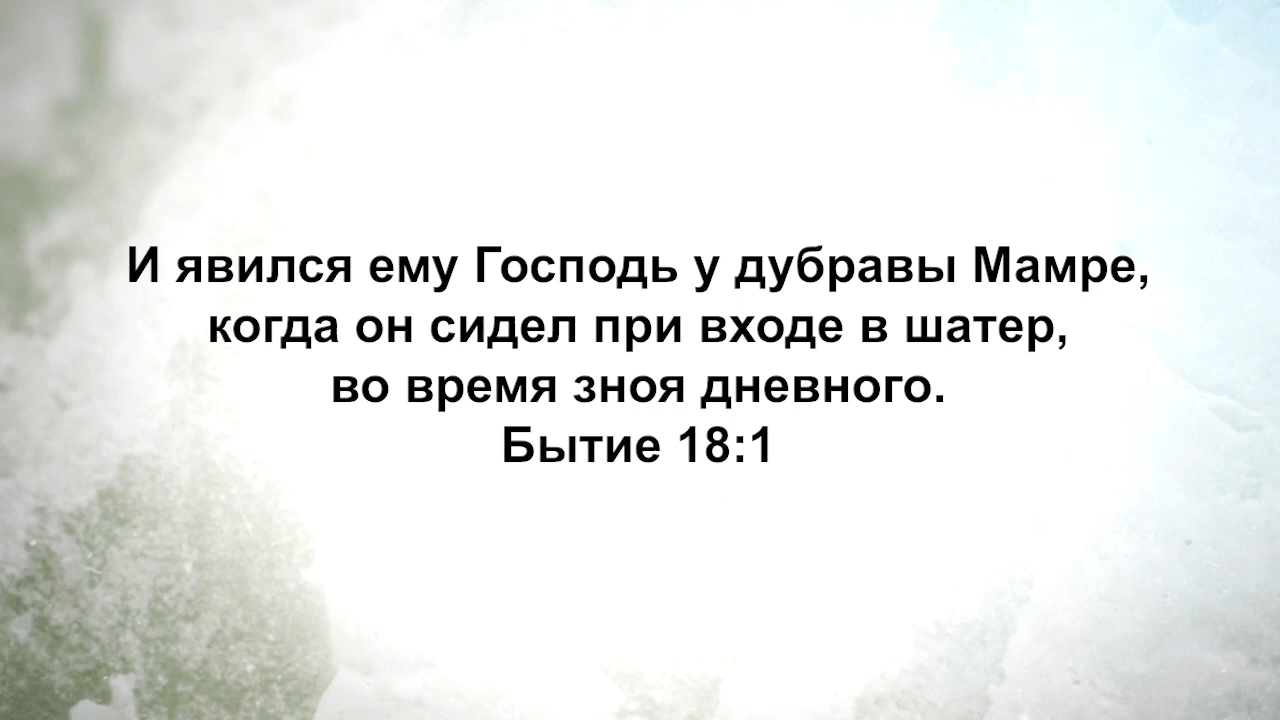 И явился ему Господь у дубравы Мамре,
когда он сидел при входе в шатер,
во время зноя дневного.
Бытие 18:1